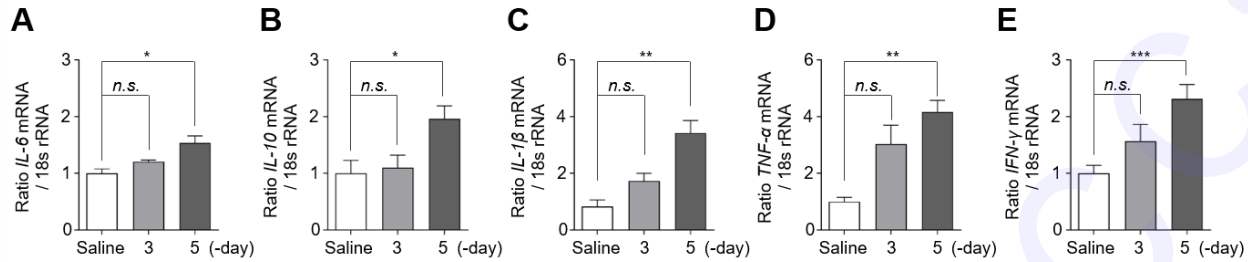 A
Ratio IL-6 mRNA
/ 18s rRNA
3
2
1
0
*
n.s.
Saline 3 5 (-day)
B
Ratio IL-10 mRNA
/ 18s rRNA
3
2
1
0
*
n.s.
Saline 3 5 (-day)
C
Ratio IL-1β mRNA
/ 18s rRNA
6
4
2
0
**
n.s.
Saline 3 5 (-day)
D
Ratio TNF-α mRNA
/ 18s rRNA
6
4
2
0
**
n.s.
Saline 3 5 (-day)
E
Ratio IFN-γ mRNA
/ 18s rRNA
3
2
1
0
***
n.s.
Saline 3 5 (-day)